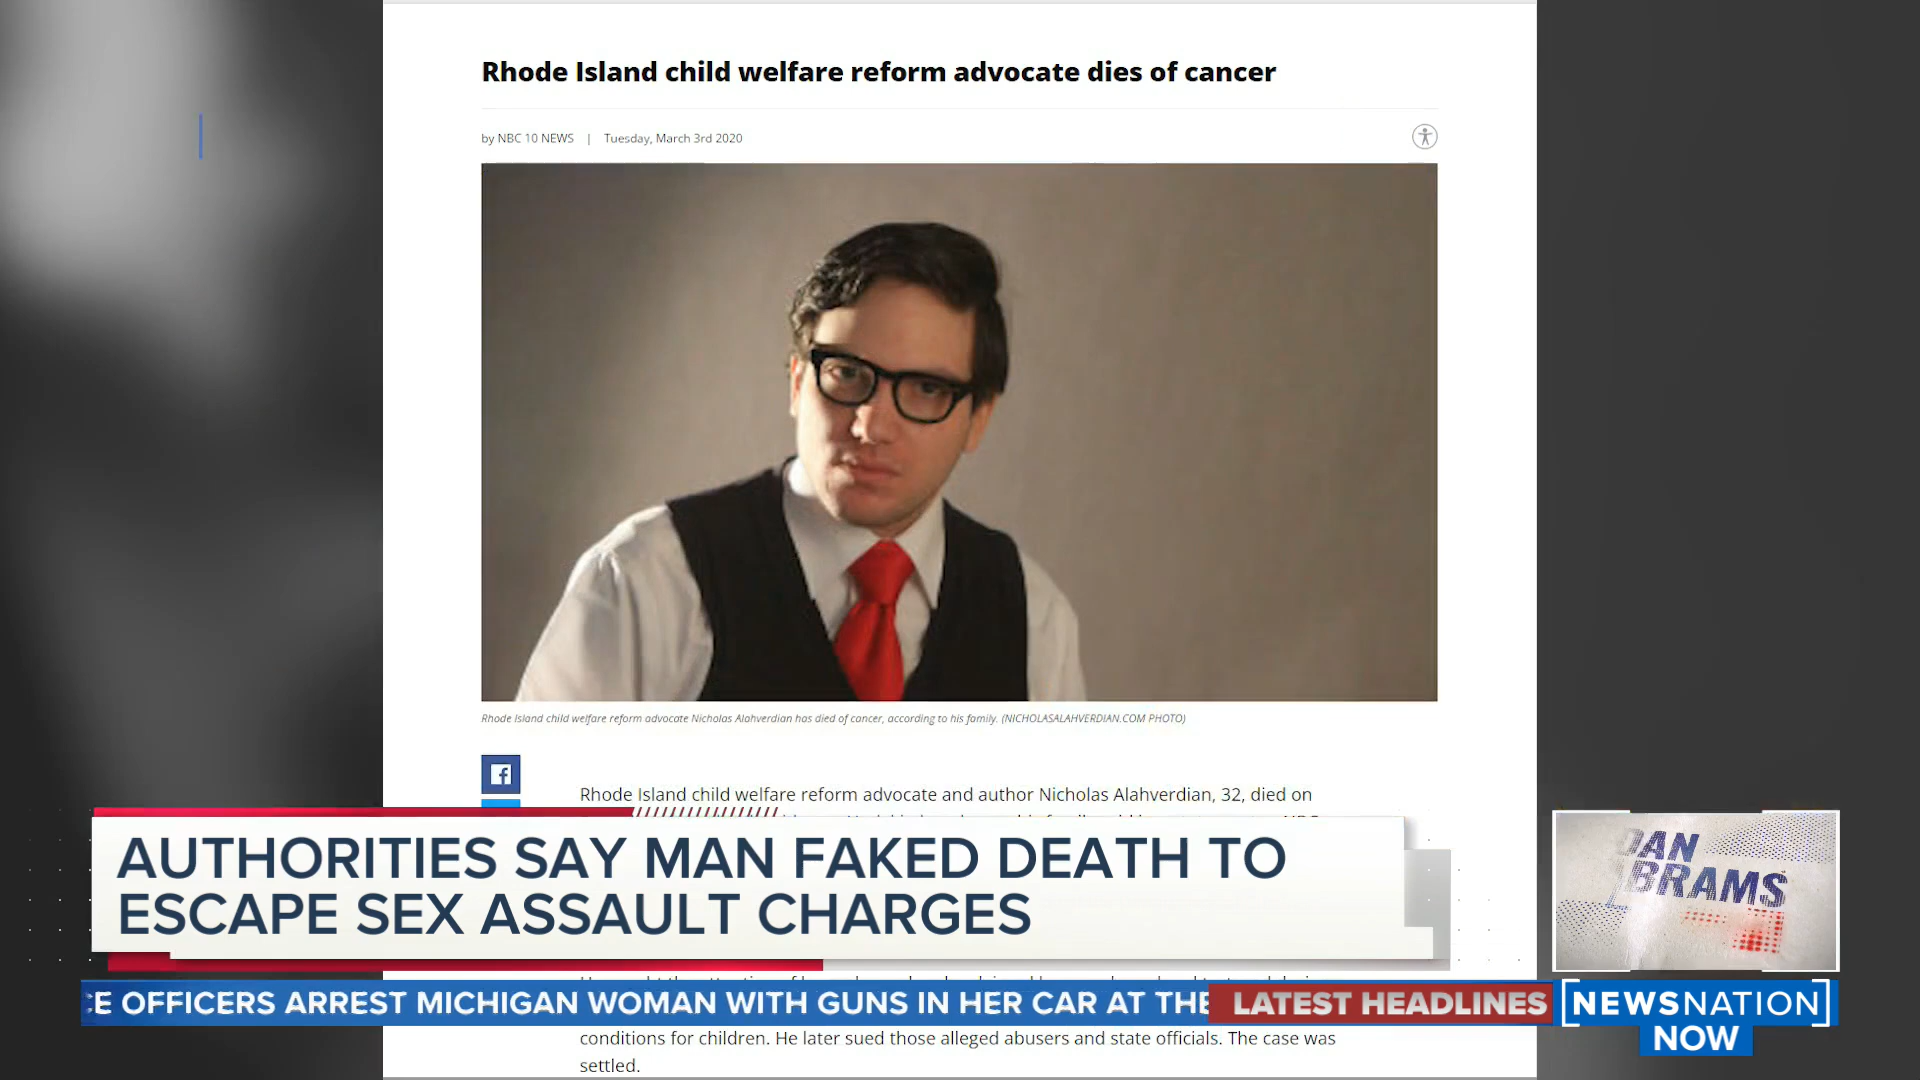 Rhode Island child welfare reform advocate dies of cancer
by NBC 10 NEWS | Tuesday, March 3rd 2020
Rhode Island child welfare reform advocate Nicholas Alahverdian has died of cancer, according to his family. (NICHOLASALAHVERDIAN.COM PHOTO)
Rhode Island child welfare reform advocate and author Nicholas Alahverdian, 32, died on
AUTHORITIES SAY MAN FAKED DEATH TO
ESCAPE SEX ASSAULT CHARGES
DAN
ABRAMS
E OFFICERS ARREST MICHIGAN WOMAN WITH GUNS IN HER CAR AT THE
LATEST HEADLINES
NEWSNATION
NOW
conditions for children. He later sued those alleged abusers and state officials. The case was
settled.